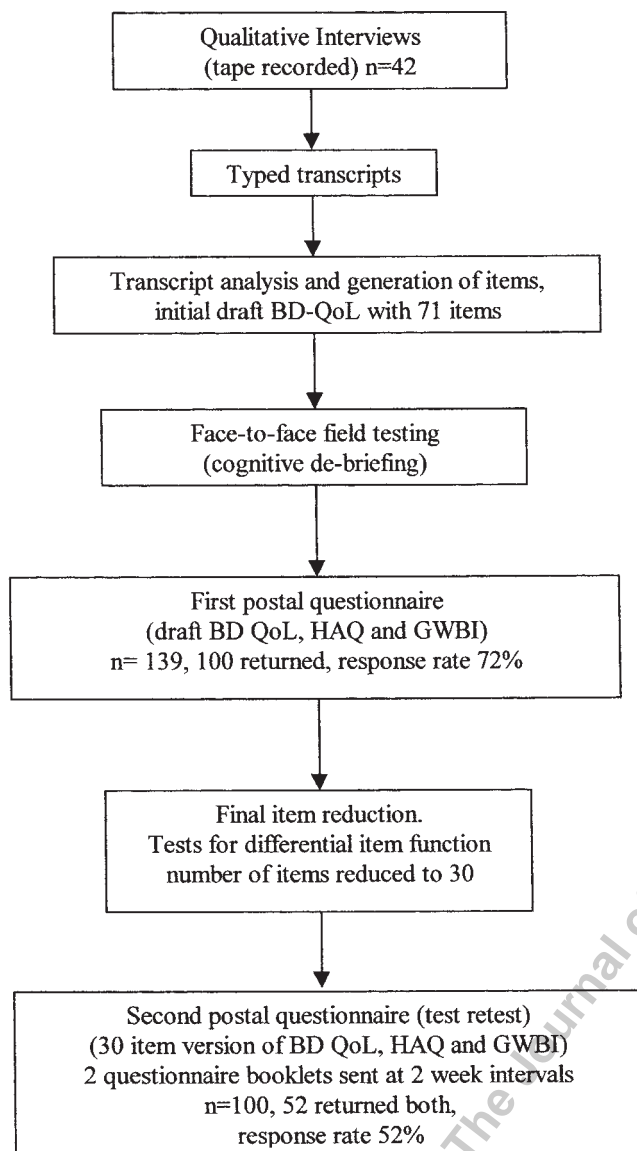 Qualitative Interviews
(tape recorded) n=42
Typed transcripts
Transcript analysis and generation of items,
initial draft BD-QoL with 71 items
Face-to-face field testing
(cognitive de-briefing)
First postal questionnaire
(draft BD QoL, HAQ and GWBI)
n= 139, 100 returned, response rate 72%
Final item reduction.
Tests for differential item function
number of items reduced to 30
Second postal questionnaire (test retest)
(30 item version of BD QoL, HAQ and GWBI)
2 questionnaire booklets sent at 2 week intervals
n=100, 52 returned both,
response rate 52%
The Journal